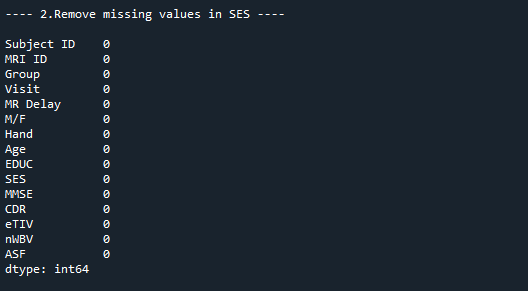 ---- 2.Remove missing values in SES ----
Subject ID    0
MRI ID        0
Group         0
Visit         0
MR Delay      0
M/F           0
Hand          0
Age           0
EDUC          0
SES           0
MMSE          0
CDR           0
eTIV          0
nWBV          0
ASF           0
dtype: int64